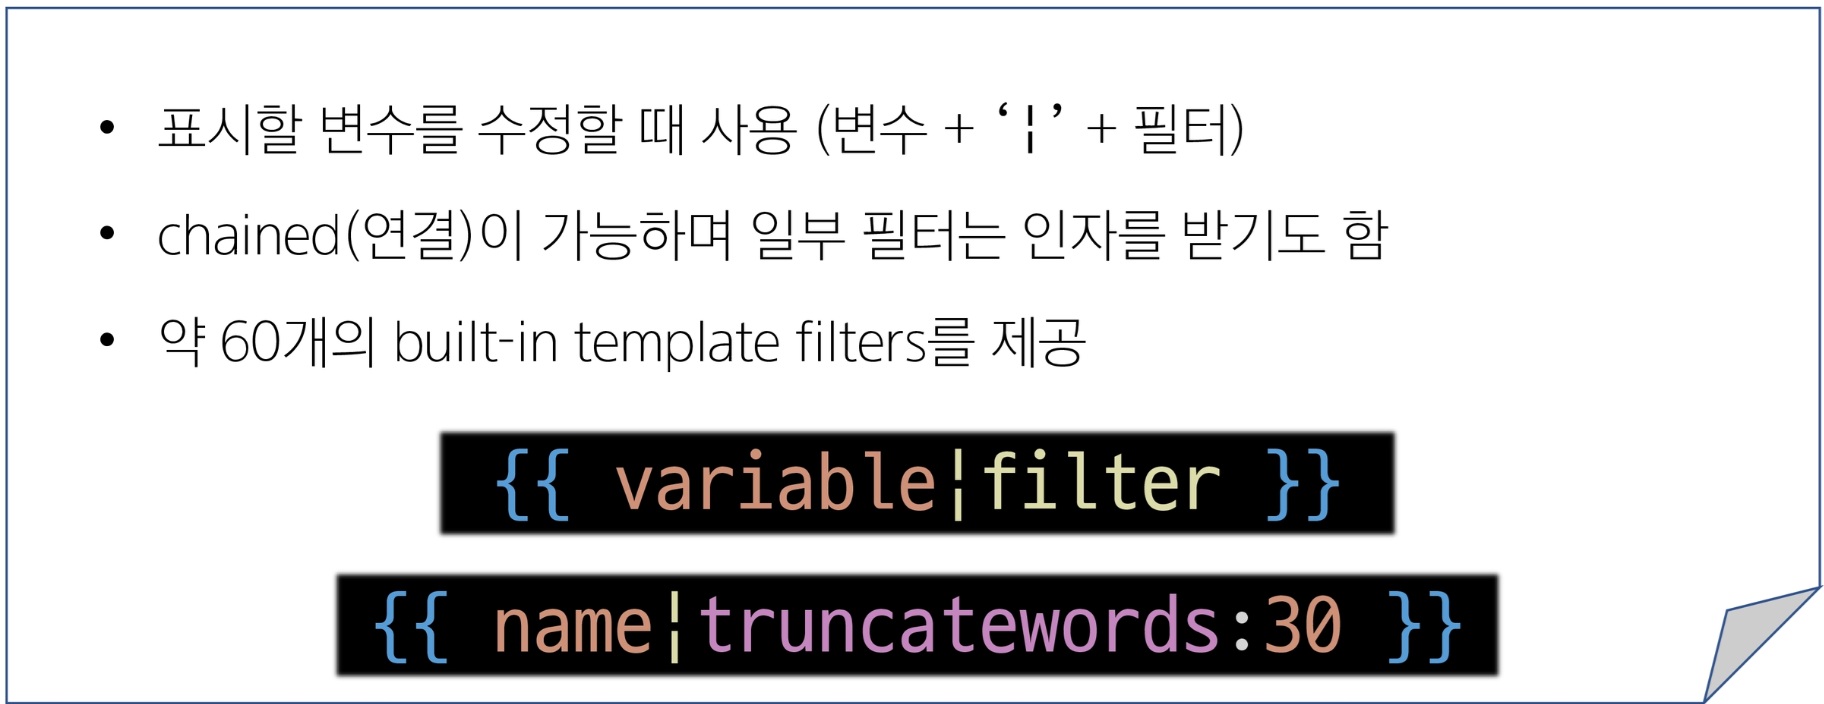 • 표시할 변수를 수정할 때 사용 (변수 + ‘|’ + 필터)
• chained(연결)이 가능하며 일부 필터는 인자를 받기도 함
• 약 60개의 built-in template filters를 제공
{{ variable|filter }}
{{ name|truncatewords:30 }}